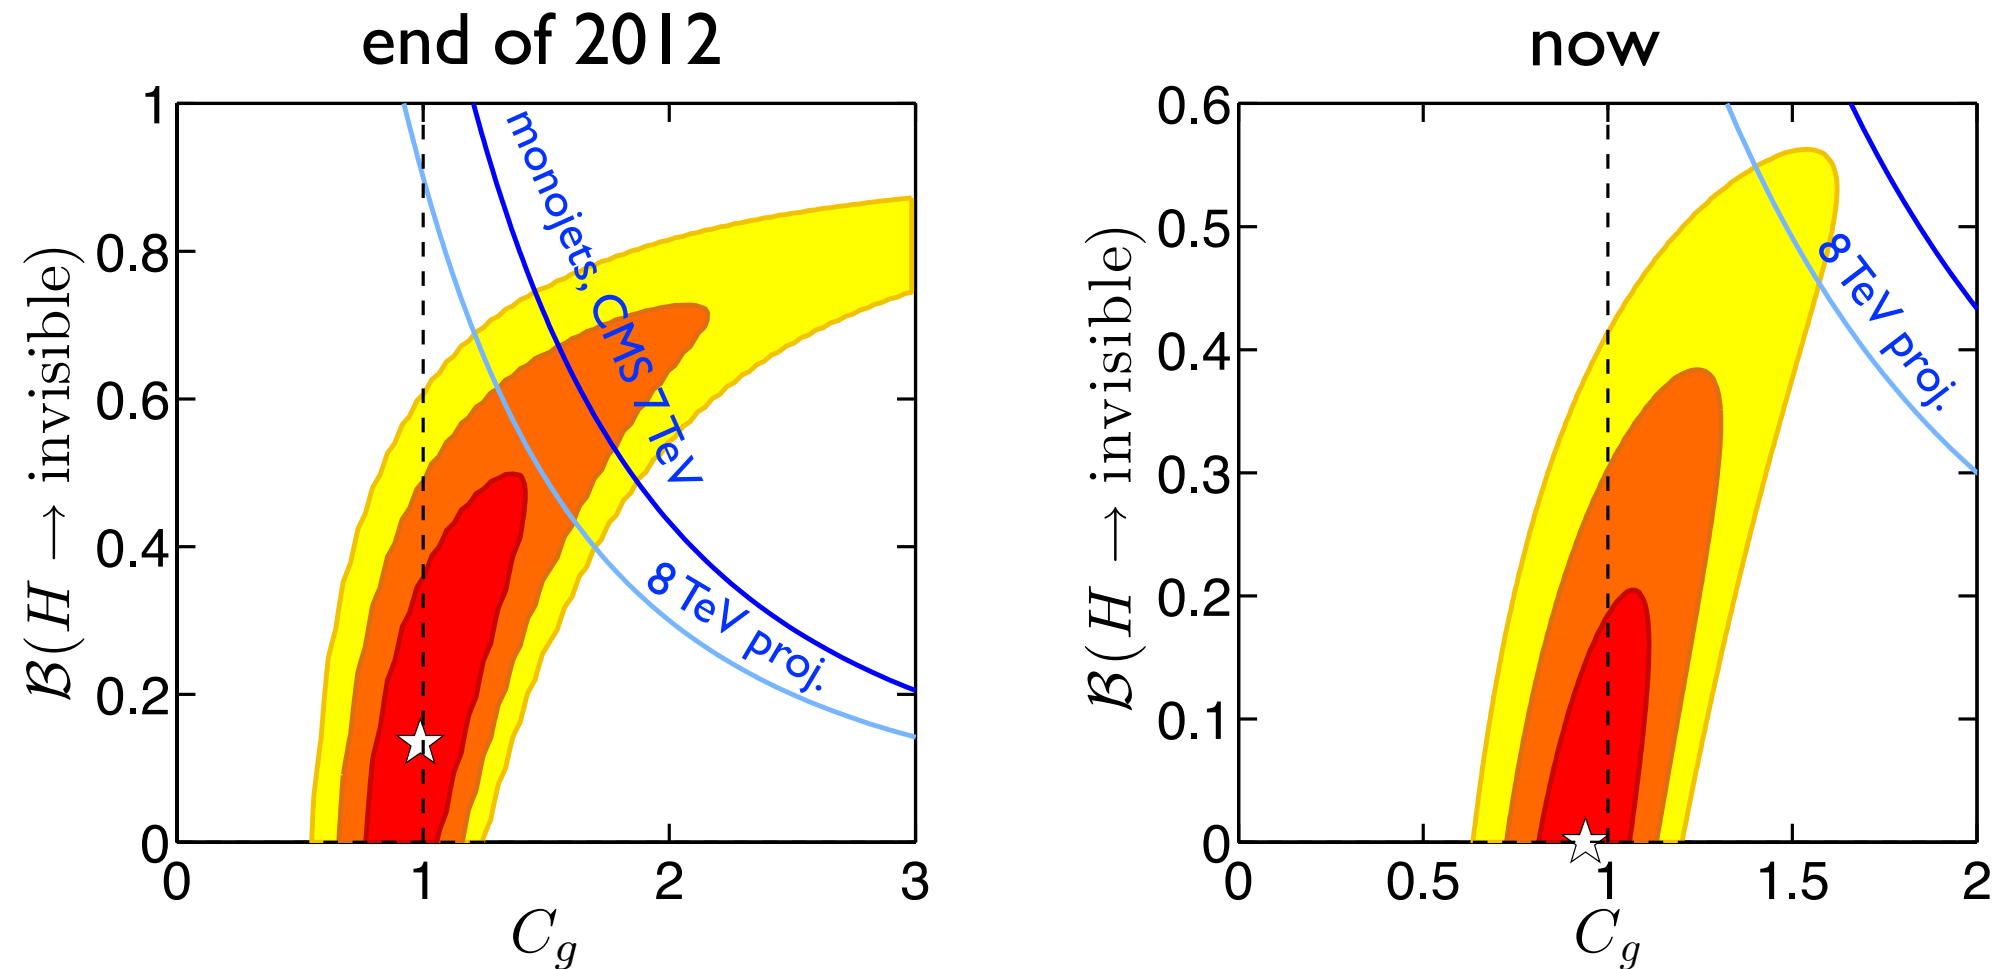 end of 2012
1
0.8
0.6
0.4
0.2
0
0
1
2
3
B(H → invisible)
C_g
monojets, CMS 7 TeV
8 TeV proj.
now
0.6
0.5
0.4
0.3
0.2
0.1
0
0
0.5
1
1.5
2
B(H → invisible)
C_g
8 TeV proj.